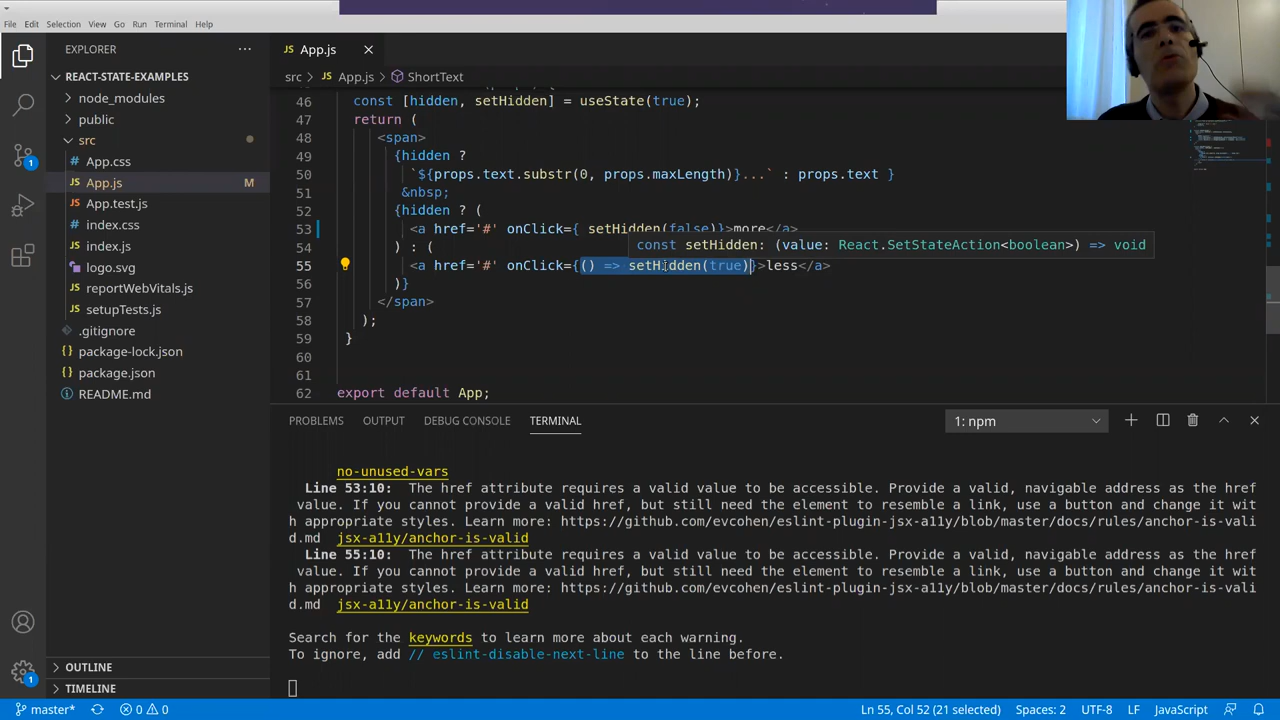 File Edit Selection View Go Run Terminal Help
EXPLORER ···
JS App.js ×
src > JS App.js > ShortText
REACT-STATE-EXAMPLES
node_modules
public
src
# App.css
JS App.js M
JS App.test.js
# index.css
JS index.js
logo.svg
JS reportWebVitals.js
JS setupTests.js
.gitignore
package-lock.json
package.json
README.md
OUTLINE
TIMELINE
1
1
46 const [hidden, setHidden] = useState(true);
47 return (
48 <span>
49 {hidden ?
50 `${props.text.substr(0, props.maxLength)}...` : props.text }
51 &nbsp;
52 {hidden ? (
53 <a href='#' onClick={ setHidden(false)}>more</a>
const setHidden: (value: React.SetStateAction<boolean>) => void
54 ) : (
55 <a href='#' onClick={() => setHidden(true)}>less</a>
56 )}
57 </span>
58 );
59 }
60
61
62 export default App;
PROBLEMS OUTPUT DEBUG CONSOLE TERMINAL 1: npm
no-unused-vars
Line 53:10: The href attribute requires a valid value to be accessible. Provide a valid, navigable address as the href
value. If you cannot provide a valid href, but still need the element to resemble a link, use a button and change it wit
h appropriate styles. Learn more: https://github.com/evcohen/eslint-plugin-jsx-a11y/blob/master/docs/rules/anchor-is-vali
d.md jsx-a11y/anchor-is-valid
Line 55:10: The href attribute requires a valid value to be accessible. Provide a valid, navigable address as the href
value. If you cannot provide a valid href, but still need the element to resemble a link, use a button and change it wit
h appropriate styles. Learn more: https://github.com/evcohen/eslint-plugin-jsx-a11y/blob/master/docs/rules/anchor-is-vali
d.md jsx-a11y/anchor-is-valid
Search for the keywords to learn more about each warning.
To ignore, add // eslint-disable-next-line to the line before.
master* 0 0 Ln 55, Col 52 (21 selected) Spaces: 2 UTF-8 LF JavaScript